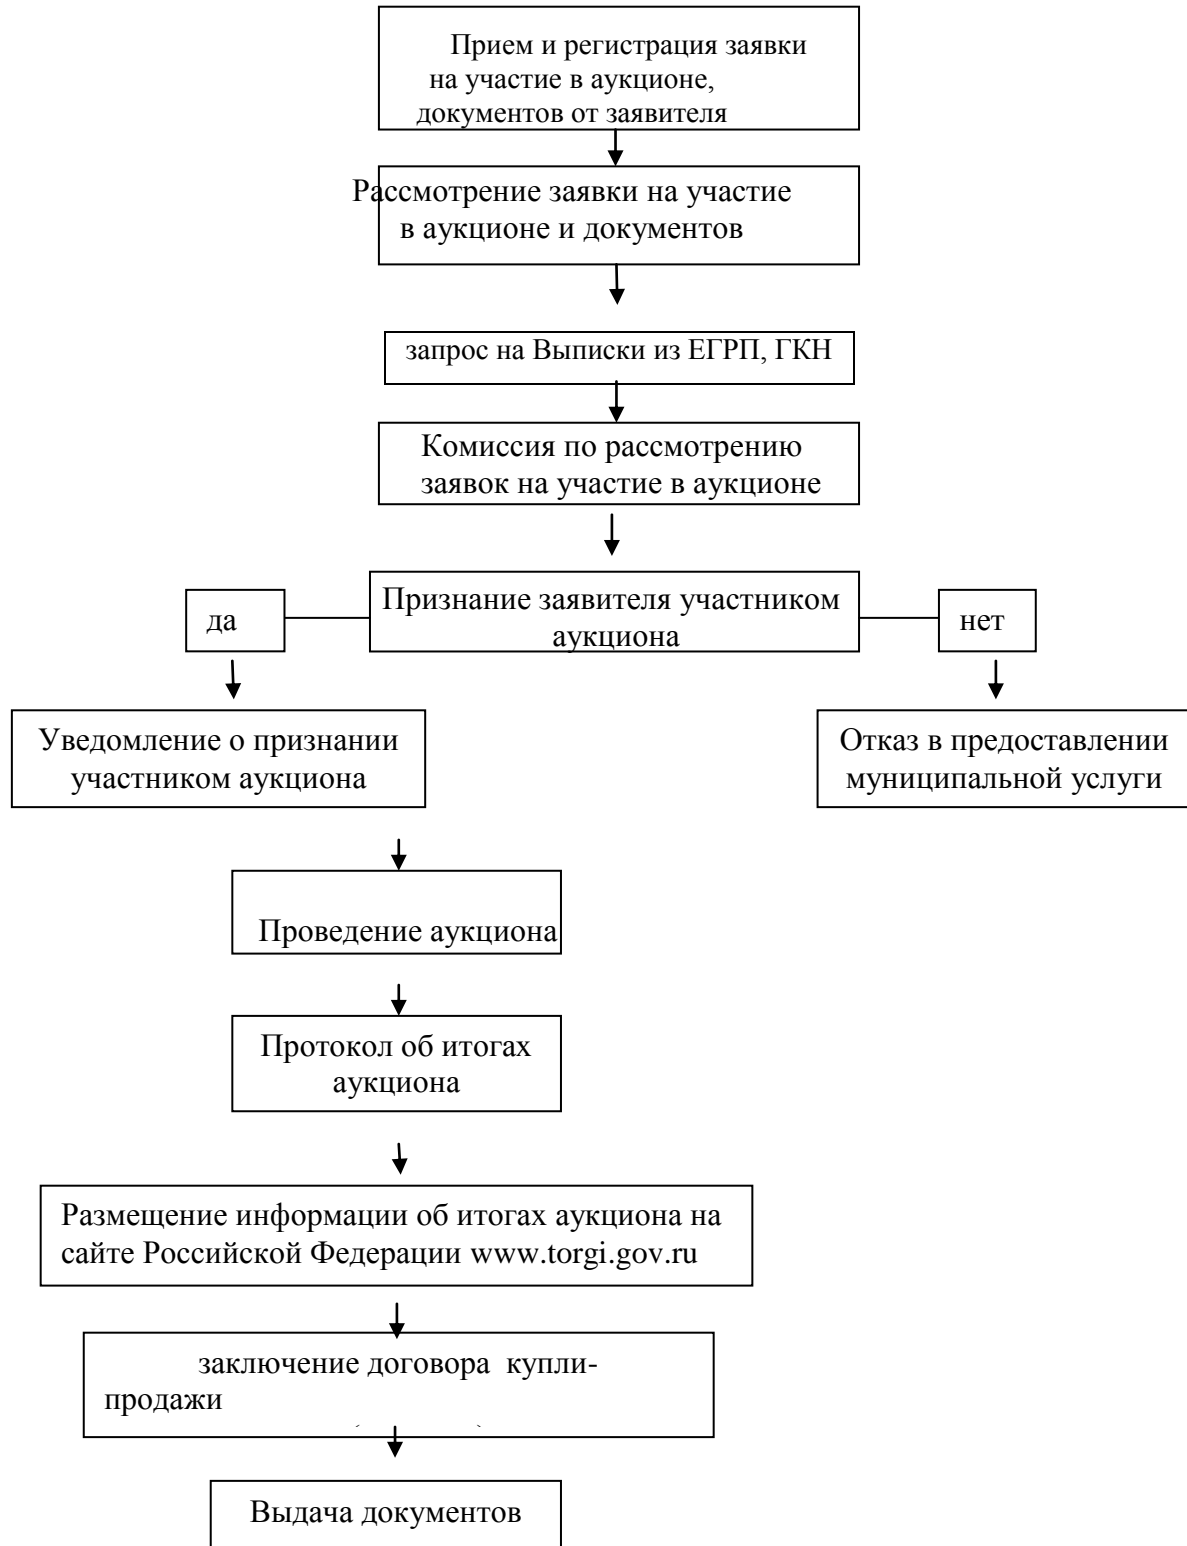 Прием и регистрация заявки
на участие в аукционе,
документов от заявителя
Рассмотрение заявки на участие
в аукционе и документов
запрос на Выписки из ЕГРП, ГКН
Комиссия по рассмотрению
заявок на участие в аукционе
Признание заявителя участником
аукциона
да
нет
Уведомление о признании
участником аукциона
Отказ в предоставлении
муниципальной услуги
Проведение аукциона
Протокол об итогах
аукциона
Размещение информации об итогах аукциона на
сайте Российской Федерации www.torgi.gov.ru
заключение договора купли-
продажи
Выдача документов